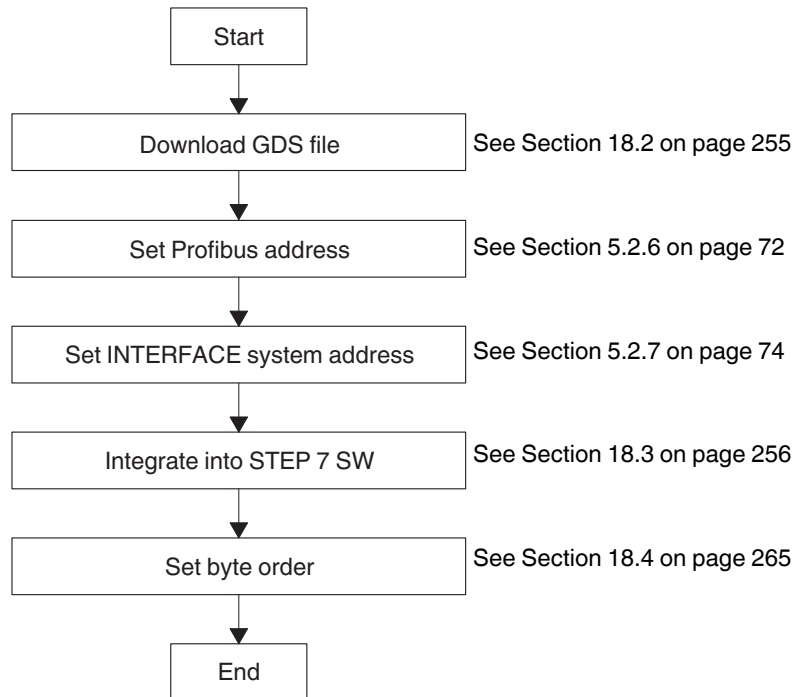 Start
Download GDS file
See Section 18.2 on page 255
Set Profibus address
See Section 5.2.6 on page 72
Set INTERFACE system address
See Section 5.2.7 on page 74
Integrate into STEP 7 SW
See Section 18.3 on page 256
Set byte order
See Section 18.4 on page 265
End